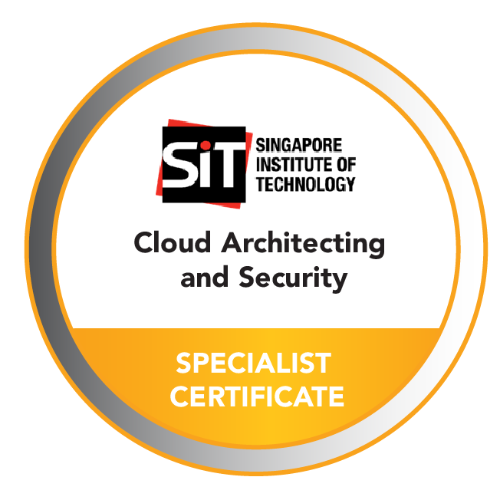 SiT
SINGAPORE
INSTITUTE OF
TECHNOLOGY
Cloud Architecting
and Security
SPECIALIST
CERTIFICATE